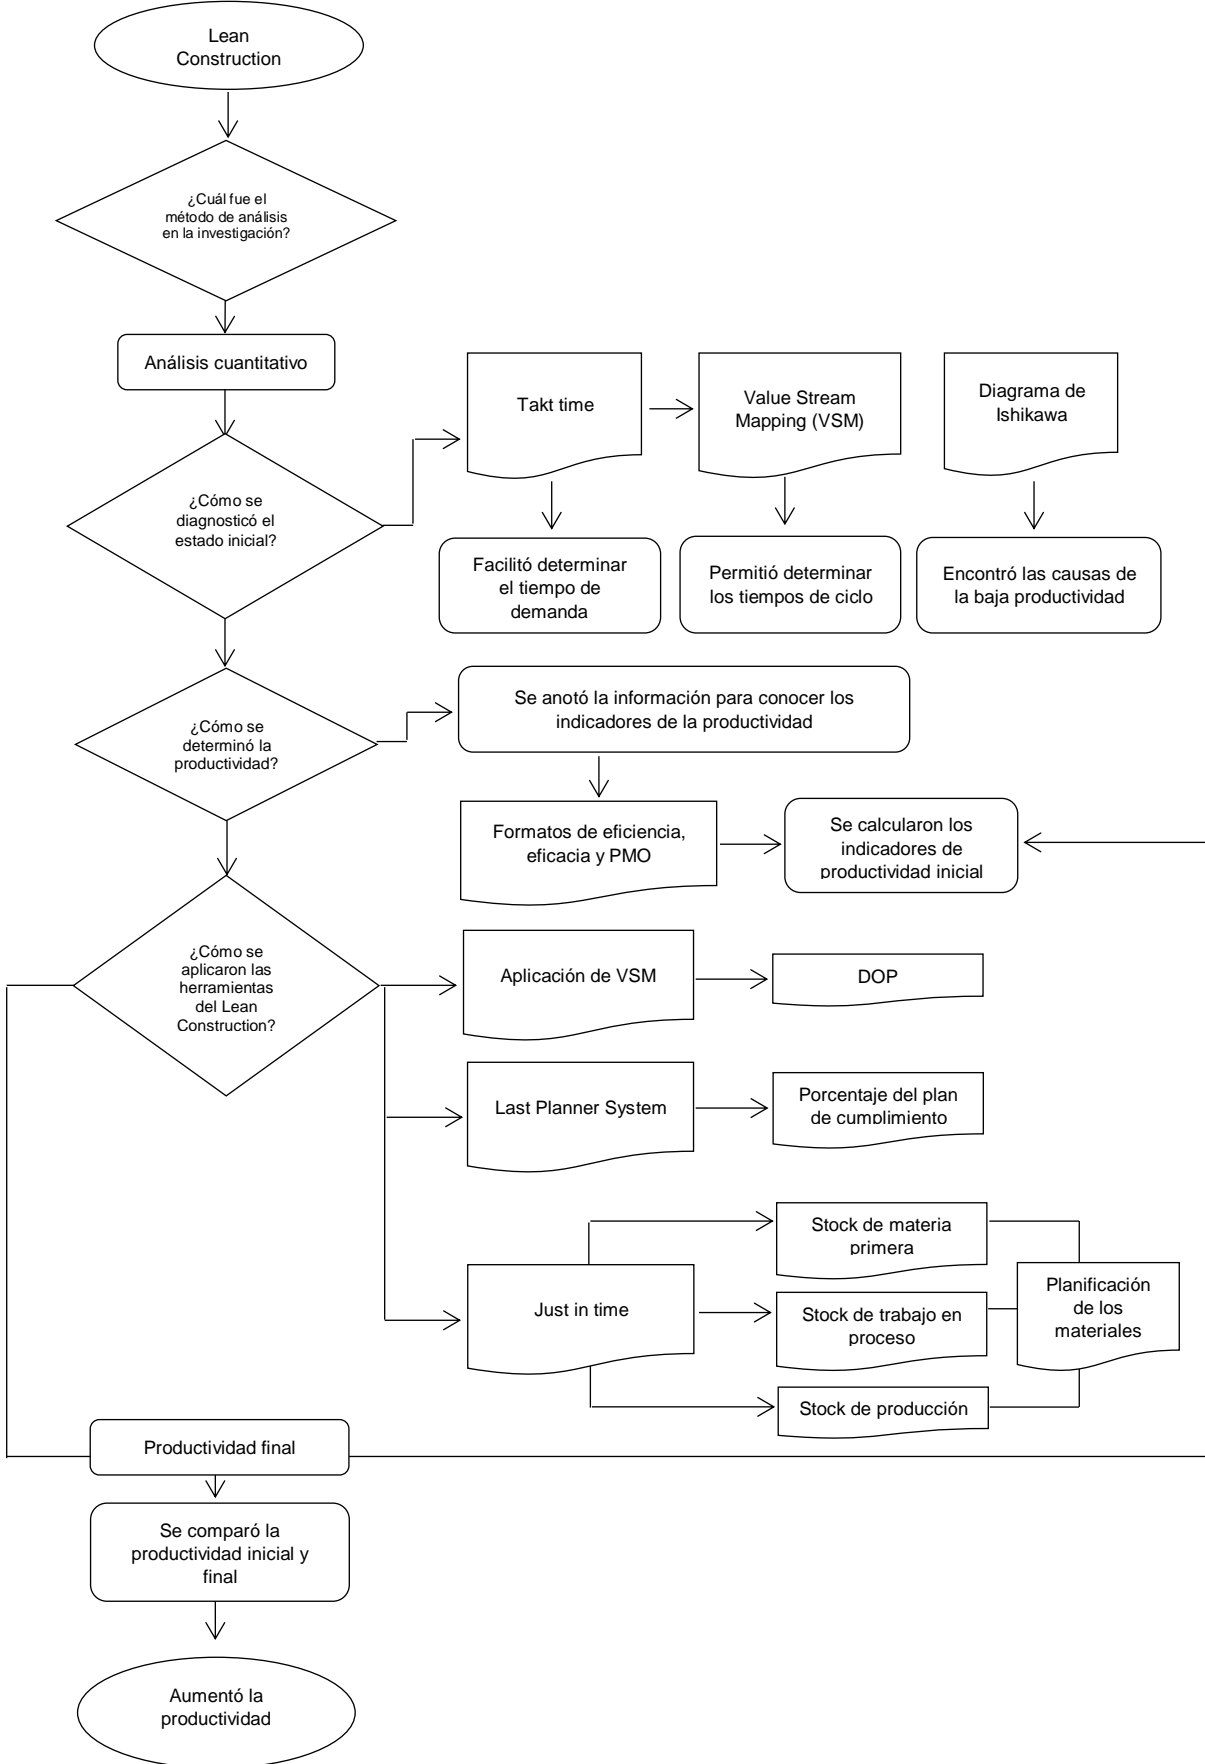 Lean
Construction
¿Cuál fue el
método de análisis
en la investigación?
Análisis cuantitativo
¿Cómo se
diagnosticó el
estado inicial?
Takt time
Value Stream
Mapping (VSM)
Diagrama de
Ishikawa
Facilitó determinar
el tiempo de
demanda
Permitió determinar
los tiempos de ciclo
Encontró las causas de
la baja productividad
¿Cómo se
determinó la
productividad?
Se anotó la información para conocer los
indicadores de la productividad
Formatos de eficiencia,
eficacia y PMO
Se calcularon los
indicadores de
productividad inicial
¿Cómo se
aplicaron las
herramientas
del Lean
Construction?
Aplicación de VSM
DOP
Last Planner System
Porcentaje del plan
de cumplimiento
Just in time
Stock de materia
primera
Stock de trabajo en
proceso
Stock de producción
Planificación
de los
materiales
Productividad final
Se comparó la
productividad inicial y
final
Aumentó la
productividad